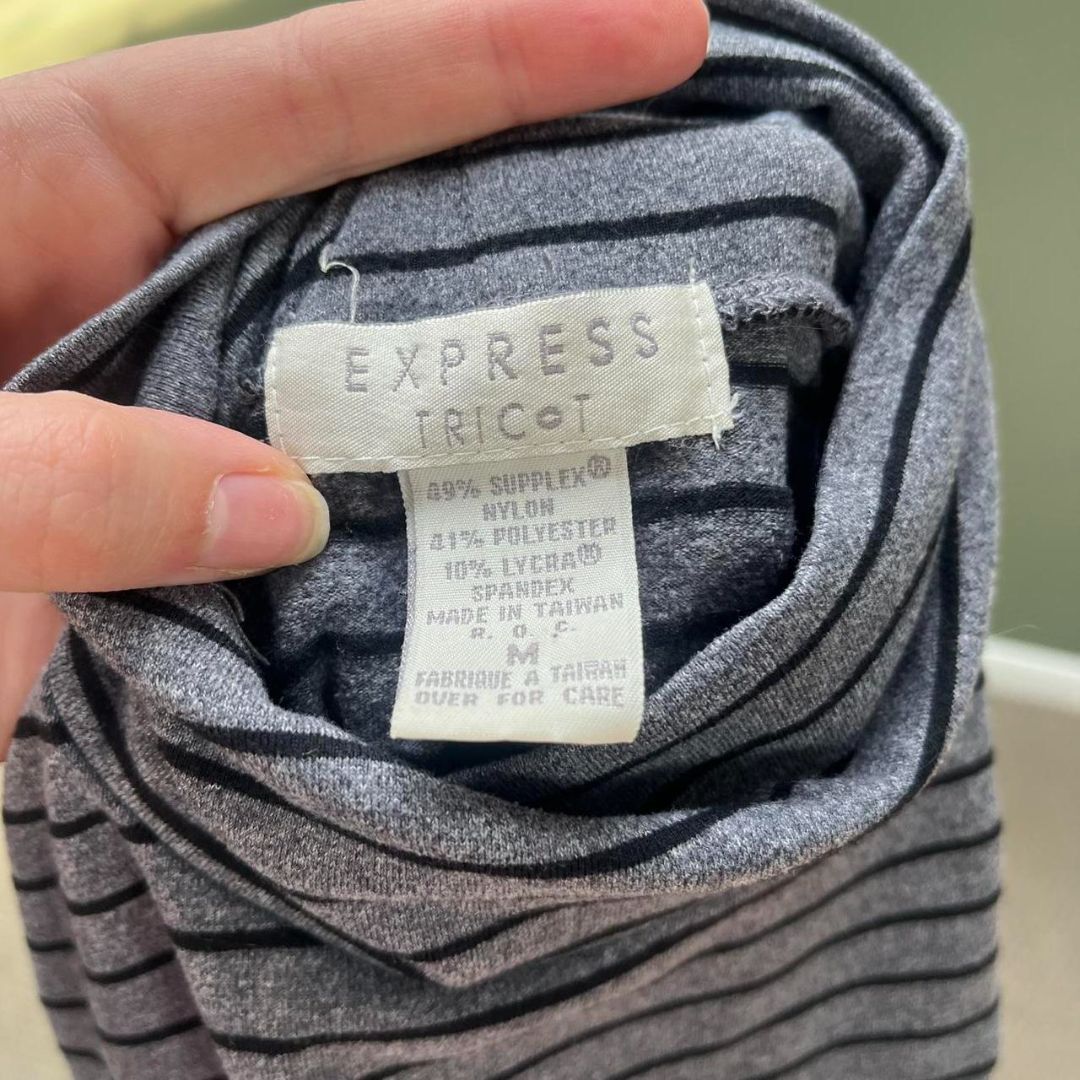 EXPRESS
TRICOT
49% SUPPLEX®
NYLON
41% POLYESTER
10% LYCRA®
SPANDEX
MADE IN TAIWAN
R. O. C.
M
FABRIQUE A TAIWAN
OVER FOR CARE